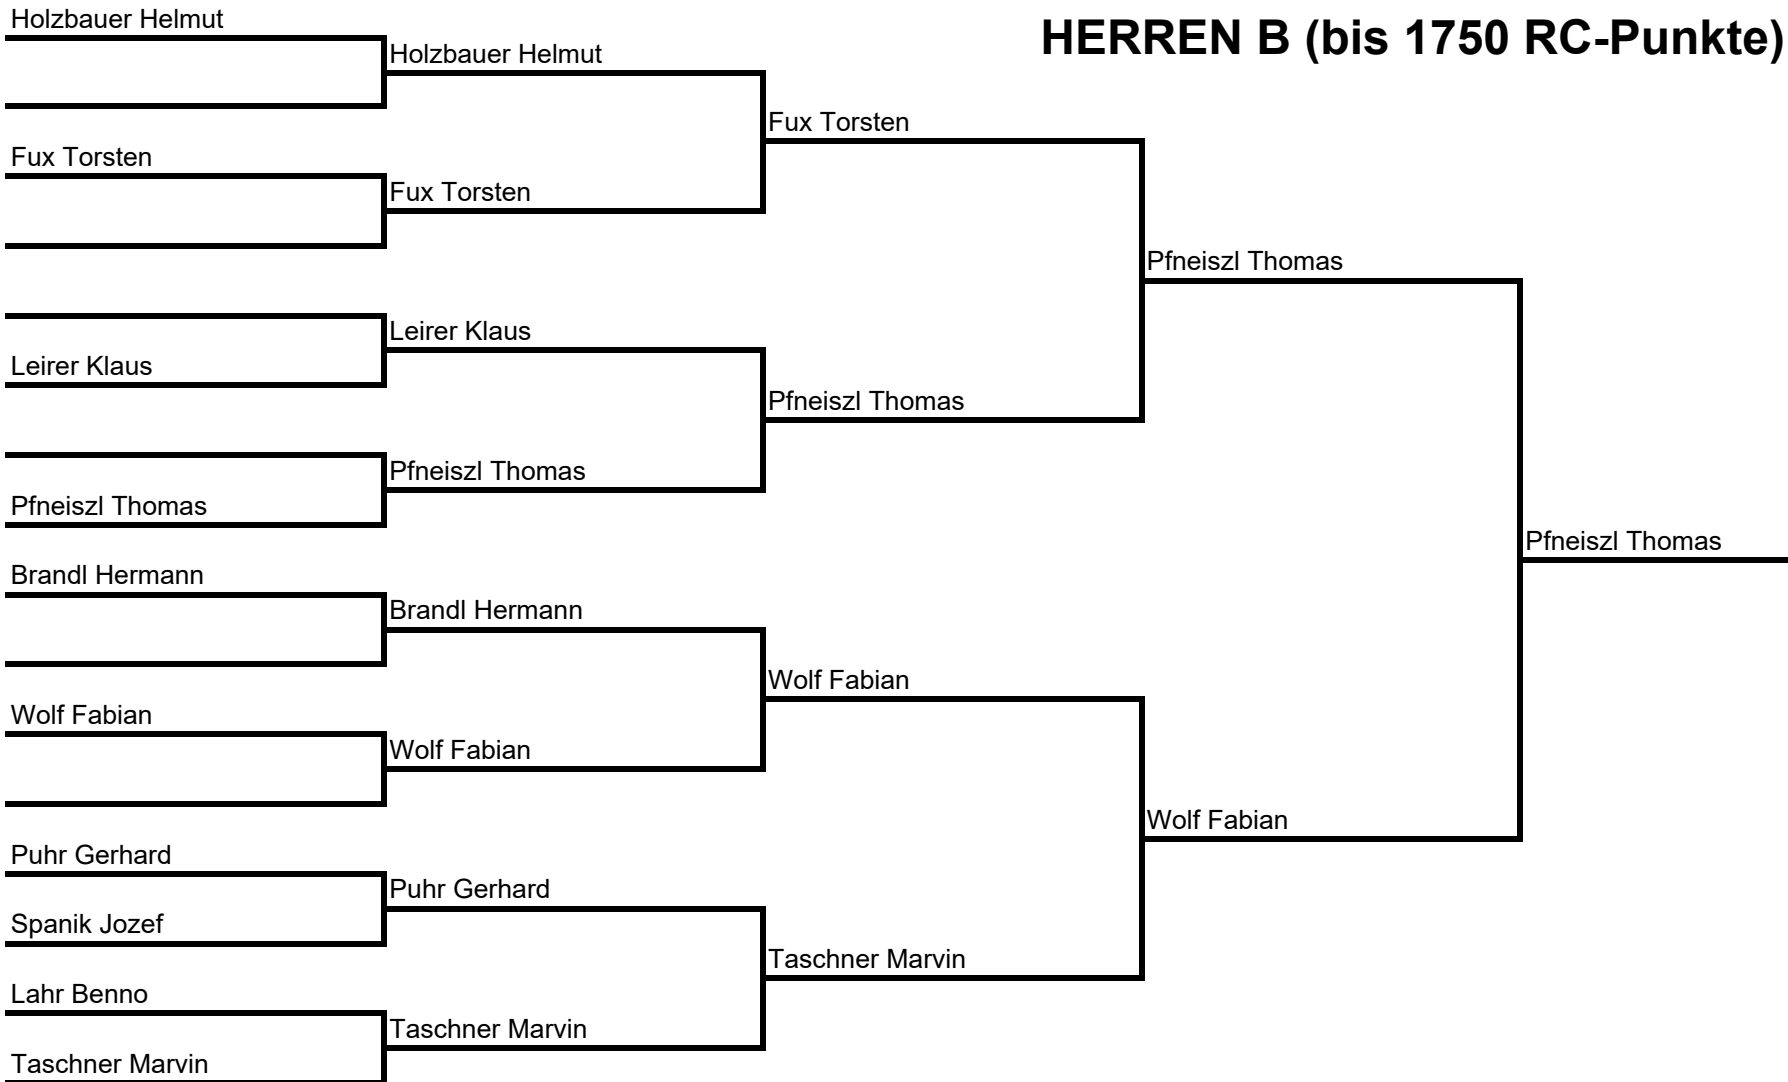 HERREN B (bis 1750 RC-Punkte)
Holzbauer Helmut
Fux Torsten
Leirer Klaus
Pfneiszl Thomas
Brandl Hermann
Wolf Fabian
Puhr Gerhard
Spanik Jozef
Lahr Benno
Taschner Marvin
Holzbauer Helmut
Fux Torsten
Leirer Klaus
Pfneiszl Thomas
Brandl Hermann
Wolf Fabian
Puhr Gerhard
Taschner Marvin
Fux Torsten
Pfneiszl Thomas
Wolf Fabian
Taschner Marvin
Pfneiszl Thomas
Wolf Fabian
Pfneiszl Thomas